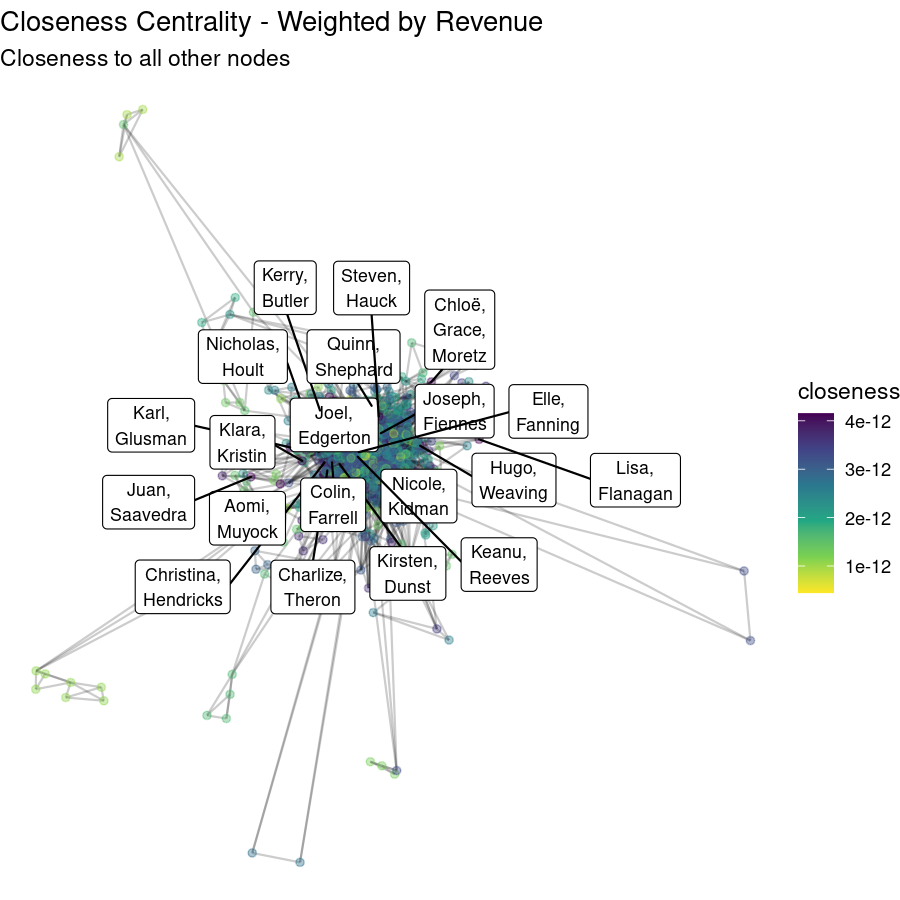 Closeness Centrality - Weighted by Revenue
Closeness to all other nodes
Kerry,
Butler
Steven,
Hauck
Chloë,
Grace,
Moretz
Nicholas,
Hoult
Quinn,
Shephard
Joel,
Edgerton
Joseph,
Fiennes
Elle,
Fanning
Karl,
Glusman
Klara,
Kristin
Hugo,
Weaving
Lisa,
Flanagan
Juan,
Saavedra
Aomi,
Muyock
Colin,
Farrell
Nicole,
Kidman
Christina,
Hendricks
Charlize,
Theron
Kirsten,
Dunst
Keanu,
Reeves
closeness
4e-12
3e-12
2e-12
1e-12